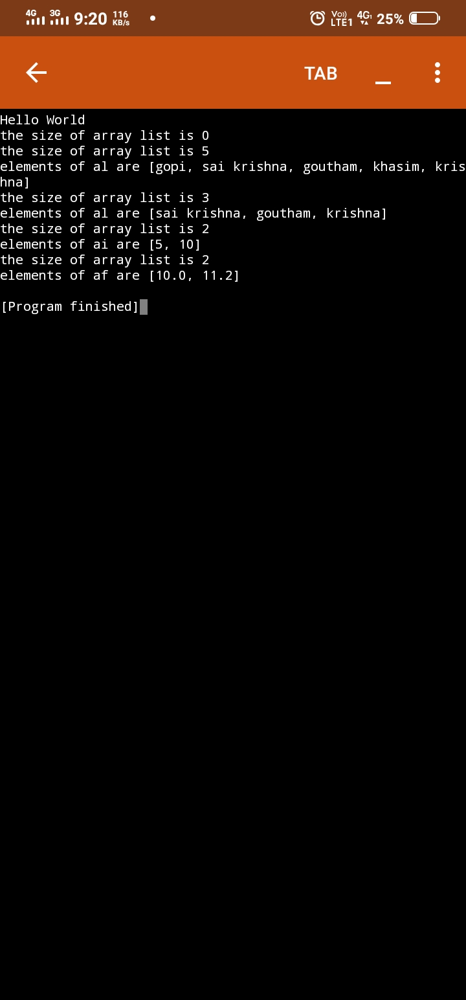 4G 3G 9:20 116 KB/s Vo)) LTE1 4G1 25%
TAB
Hello World
the size of array list is 0
the size of array list is 5
elements of al are [gopi, sai krishna, goutham, khasim, kris
hna]
the size of array list is 3
elements of al are [sai krishna, goutham, krishna]
the size of array list is 2
elements of ai are [5, 10]
the size of array list is 2
elements of af are [10.0, 11.2]
[Program finished]